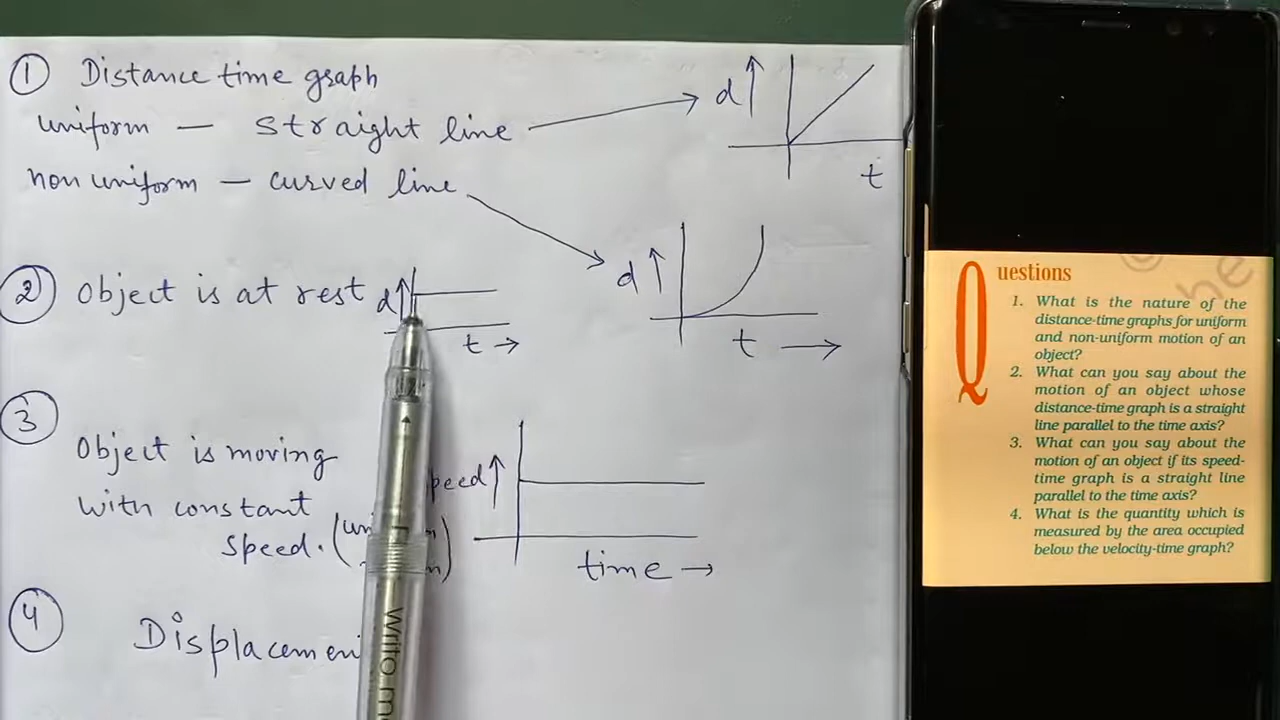 ① Distance time graph
uniform — straight line
non uniform — curved line
d
t
d
t
② Object is at rest
d
t
③
Object is moving
with constant
speed.
time
④ Displacement
Questions
1. What is the nature of the
distance-time graphs for uniform
and non-uniform motion of an
object?
2. What can you say about the
motion of an object whose
distance-time graph is a straight
line parallel to the time axis?
3. What can you say about the
motion of an object if its speed-
time graph is a straight line
parallel to the time axis?
4. What is the quantity which is
measured by the area occupied
below the velocity-time graph?